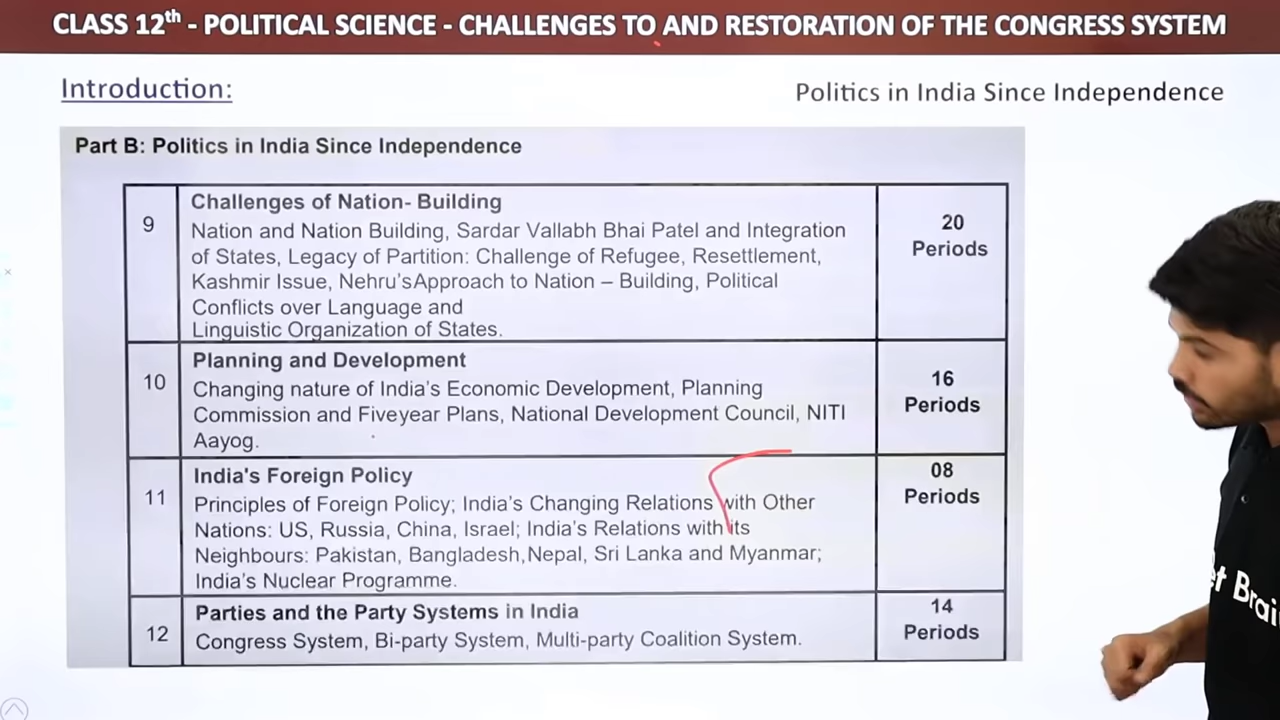 CLASS 12th - POLITICAL SCIENCE - CHALLENGES TO AND RESTORATION OF THE CONGRESS SYSTEM
Introduction:
Politics in India Since Independence
Part B: Politics in India Since Independence
9
Challenges of Nation- Building
Nation and Nation Building, Sardar Vallabh Bhai Patel and Integration
of States, Legacy of Partition: Challenge of Refugee, Resettlement,
Kashmir Issue, Nehru'sApproach to Nation – Building, Political
Conflicts over Language and
Linguistic Organization of States.
20
Periods
10
Planning and Development
Changing nature of India's Economic Development, Planning
Commission and Fiveyear Plans, National Development Council, NITI
Aayog.
16
Periods
11
India's Foreign Policy
Principles of Foreign Policy; India's Changing Relations with Other
Nations: US, Russia, China, Israel; India's Relations with its
Neighbours: Pakistan, Bangladesh,Nepal, Sri Lanka and Myanmar;
India's Nuclear Programme.
08
Periods
12
Parties and the Party Systems in India
Congress System, Bi-party System, Multi-party Coalition System.
14
Periods